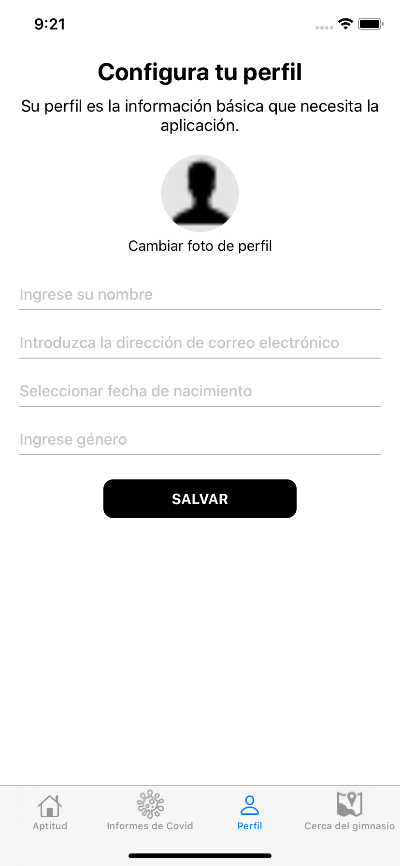 9:21
Configura tu perfil
Su perfil es la información básica que necesita la
aplicación.
Cambiar foto de perfil
Ingrese su nombre
Introduzca la dirección de correo electrónico
Seleccionar fecha de nacimiento
Ingrese género
SALVAR
Aptitud
Informes de Covid
Perfil
Cerca del gimnasio